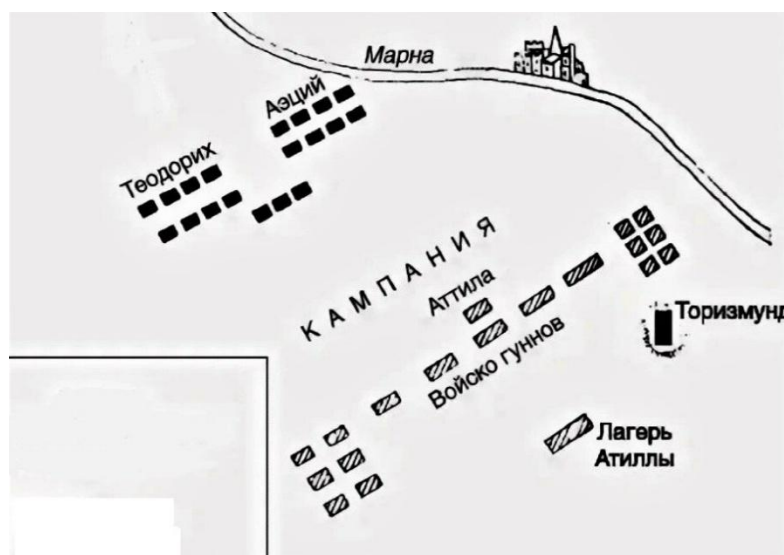 Марна
Аэций
Теодорих
КАМПАНИЯ
Аттила
Войско гуннов
Торизмунд
Лагерь
Атиллы